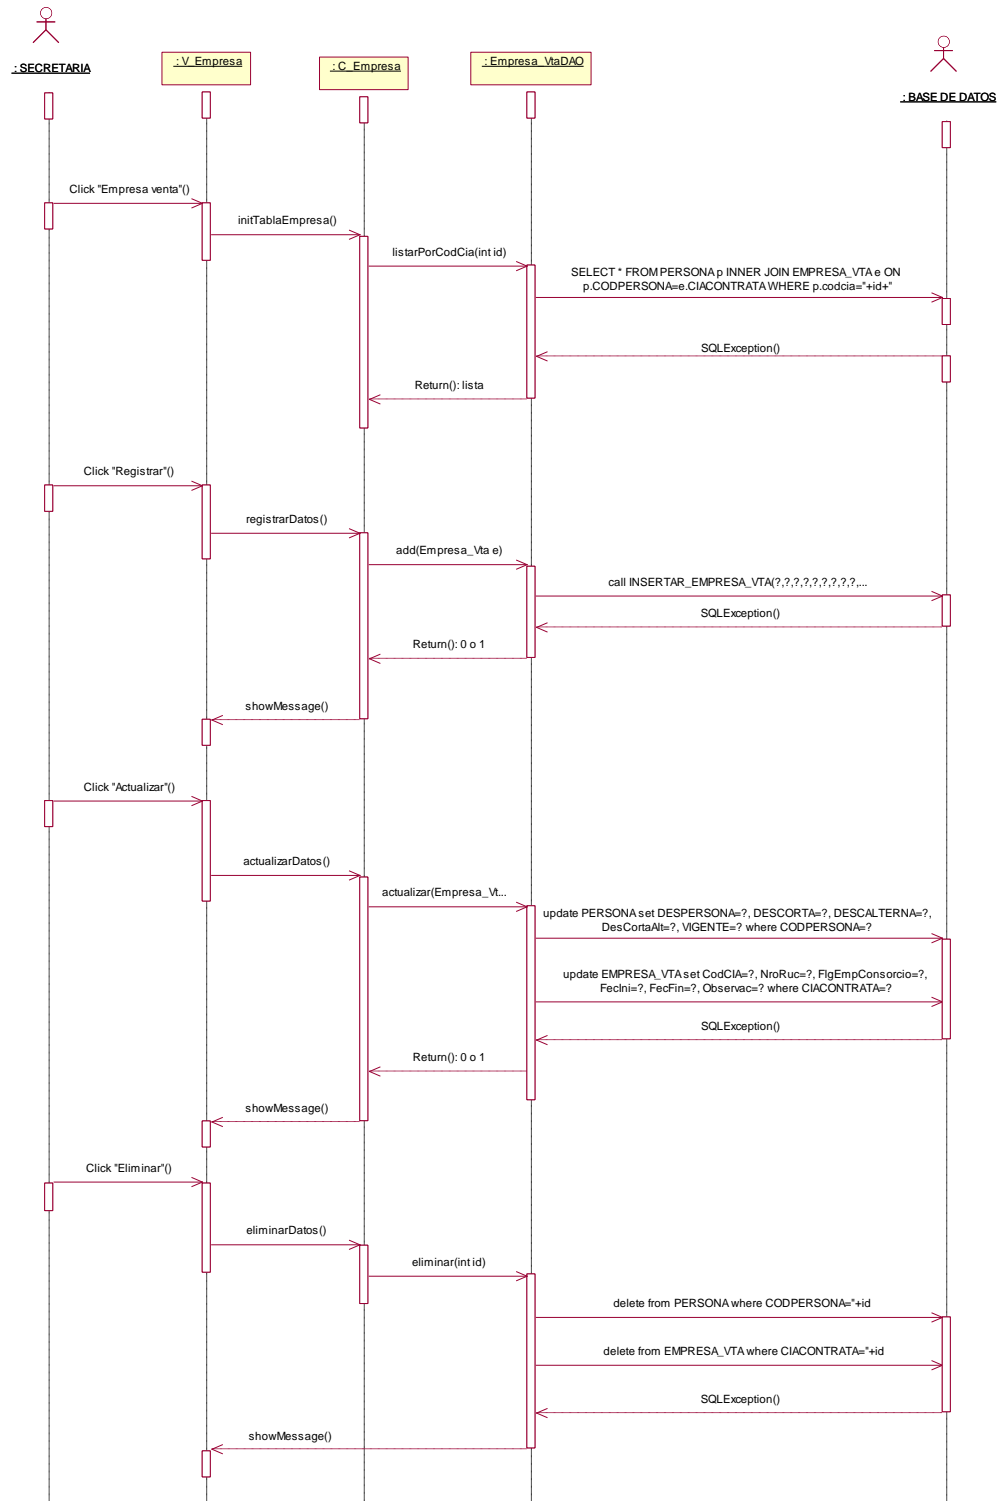 : SECRETARIA
: V_Empresa
: C_Empresa
: Empresa_VtaDAO
: BASE DE DATOS
Click "Empresa venta"()
initTablaEmpresa()
listarPorCodCia(int id)
SELECT * FROM PERSONA p INNER JOIN EMPRESA_VTA e ON
p.CODPERSONA=e.CIACONTRATA WHERE p.codcia="+id+"
SQLException()
Return(): lista
Click "Registrar"()
registrarDatos()
add(Empresa_Vta e)
call INSERTAR_EMPRESA_VTA(?,?,?,?,?,?,?,?,?,...
SQLException()
Return(): 0 o 1
showMessage()
Click "Actualizar"()
actualizarDatos()
actualizar(Empresa_Vt...
update PERSONA set DESPERSONA=?, DESCORTA=?, DESCALTERNA=?,
DesCortaAlt=?, VIGENTE=? where CODPERSONA=?
update EMPRESA_VTA set CodCIA=?, NroRuc=?, FlgEmpConsorcio=?,
FecIni=?, FecFin=?, Observac=? where CIACONTRATA=?
SQLException()
Return(): 0 o 1
showMessage()
Click "Eliminar"()
eliminarDatos()
eliminar(int id)
delete from PERSONA where CODPERSONA="+id
delete from EMPRESA_VTA where CIACONTRATA="+id
SQLException()
showMessage()